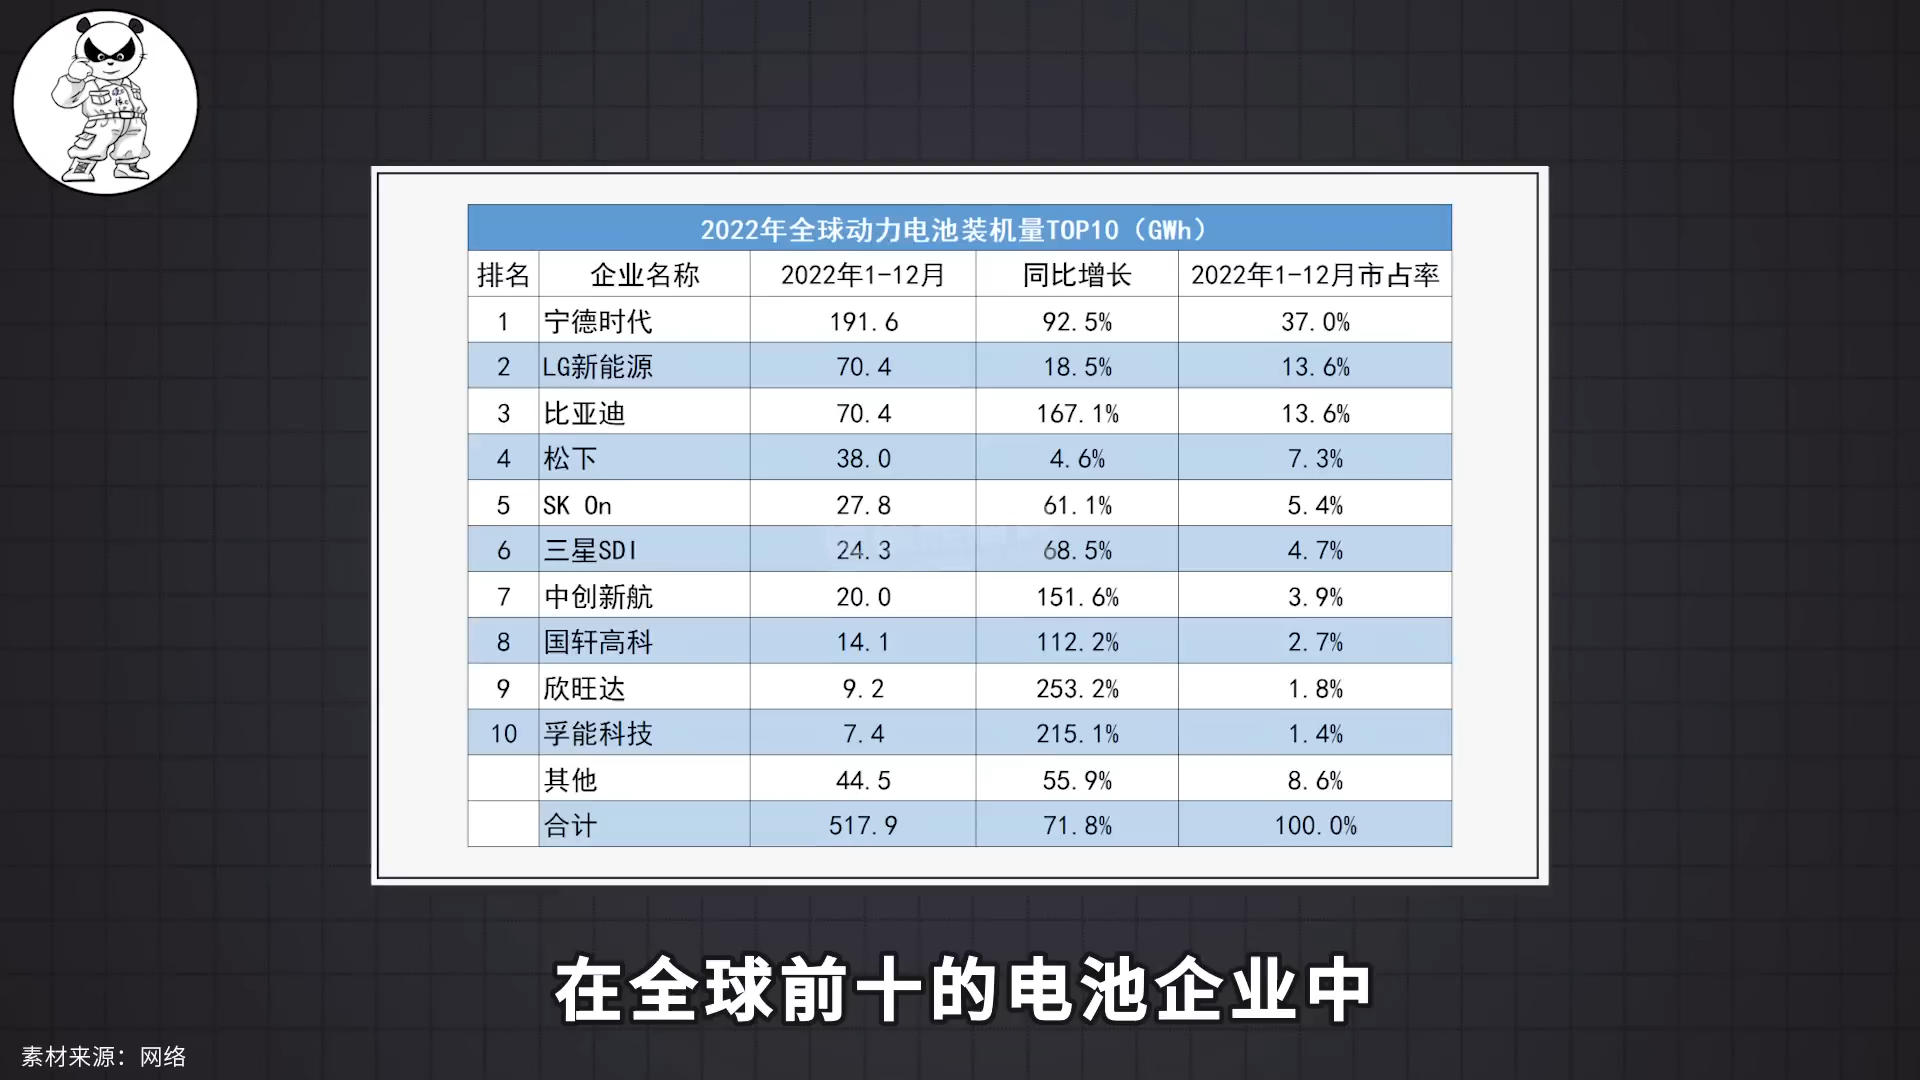 2022年全球动力电池装机量TOP10（GWh）
排名 企业名称 2022年1-12月 同比增长 2022年1-12月市占率
1 宁德时代 191.6 92.5% 37.0%
2 LG新能源 70.4 18.5% 13.6%
3 比亚迪 70.4 167.1% 13.6%
4 松下 38.0 4.6% 7.3%
5 SK On 27.8 61.1% 5.4%
6 三星SDI 24.3 68.5% 4.7%
7 中创新航 20.0 151.6% 3.9%
8 国轩高科 14.1 112.2% 2.7%
9 欣旺达 9.2 253.2% 1.8%
10 孚能科技 7.4 215.1% 1.4%
其他 44.5 55.9% 8.6%
合计 517.9 71.8% 100.0%
在全球前十的电池企业中
素材来源：网络